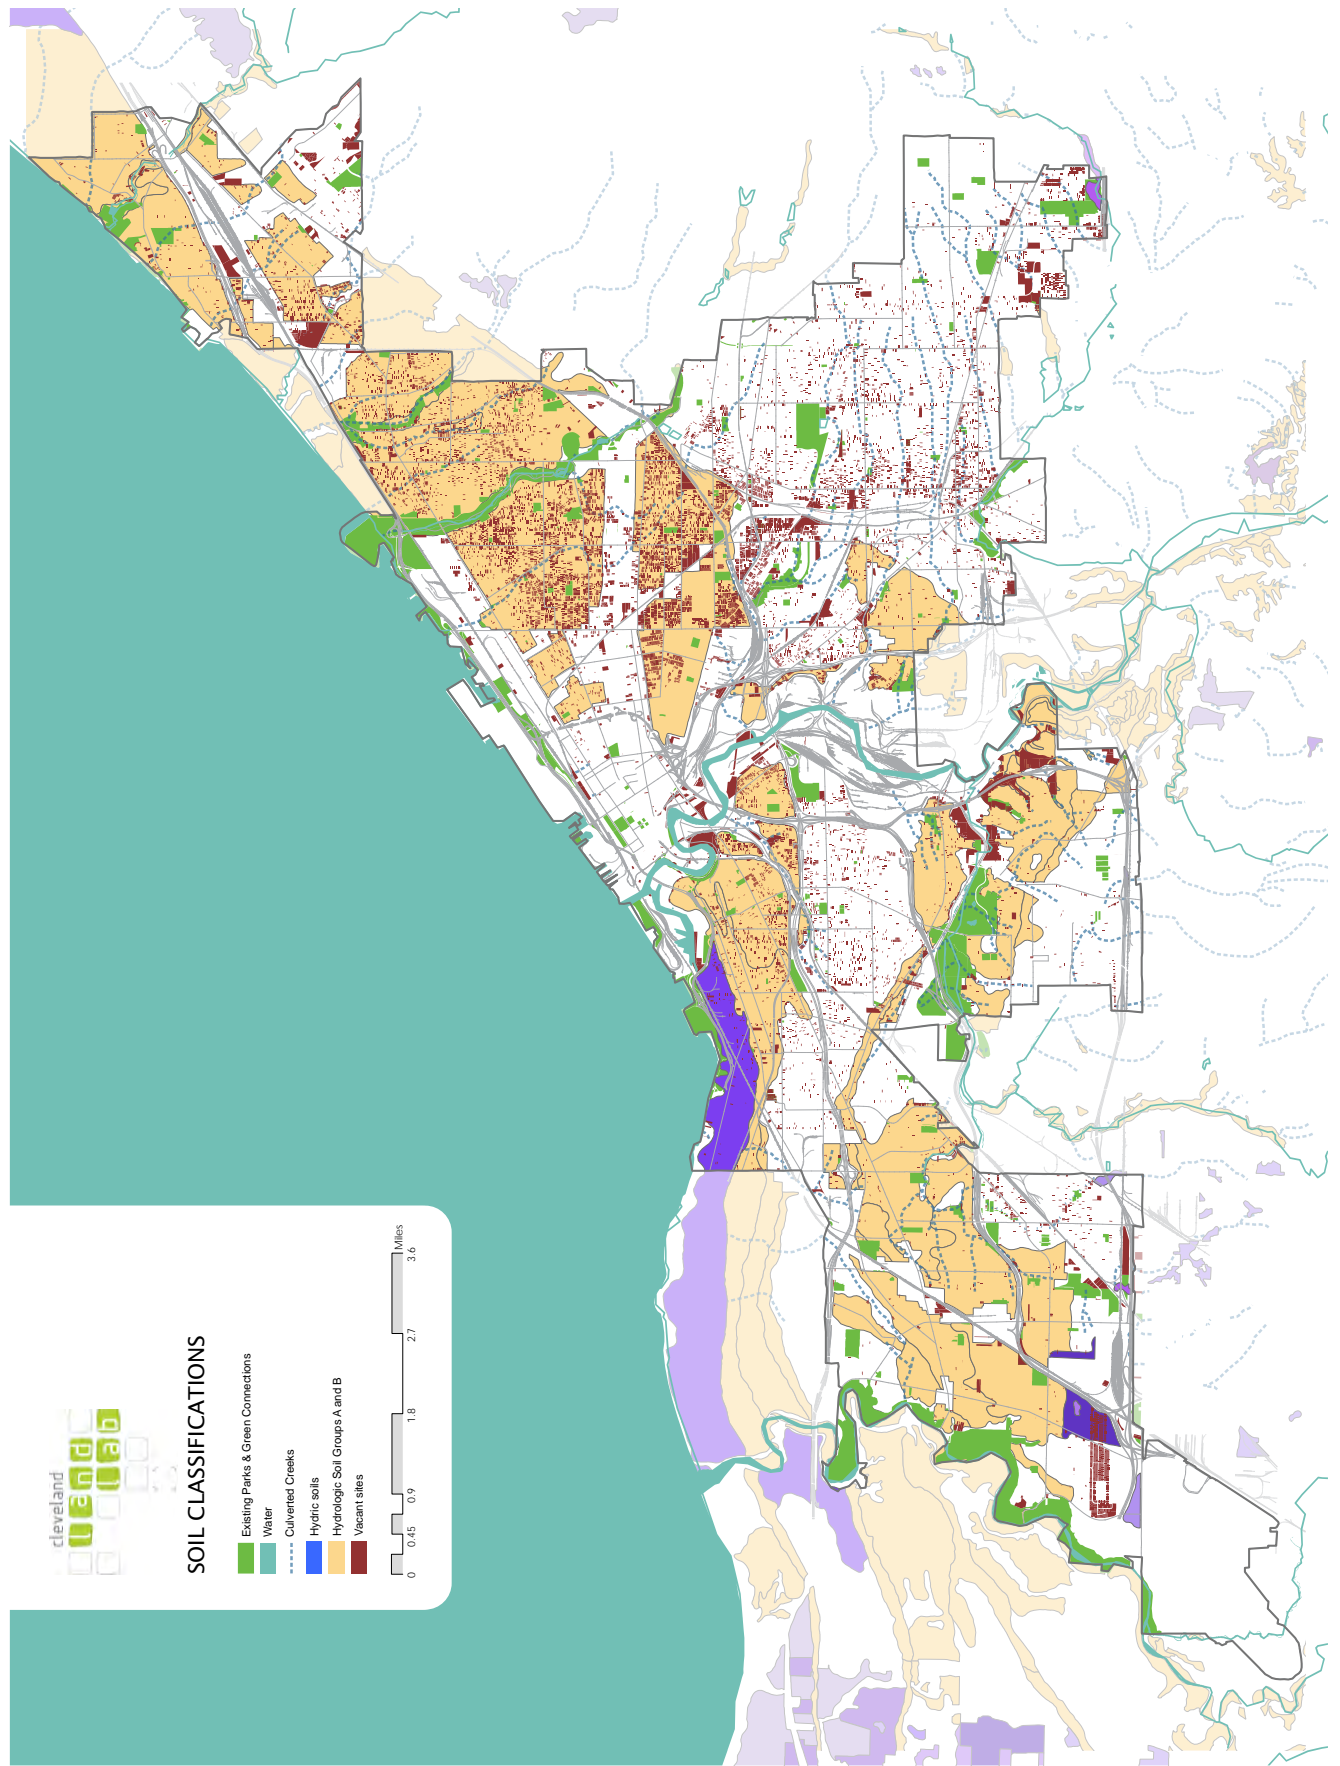 cleveland
land
lab
SOIL CLASSIFICATIONS
Existing Parks & Green Connections
Water
Culverted Creeks
Hydric soils
Hydrologic Soil Groups A and B
Vacant sites
0 0.45 0.9 1.8 2.7 3.6
Miles